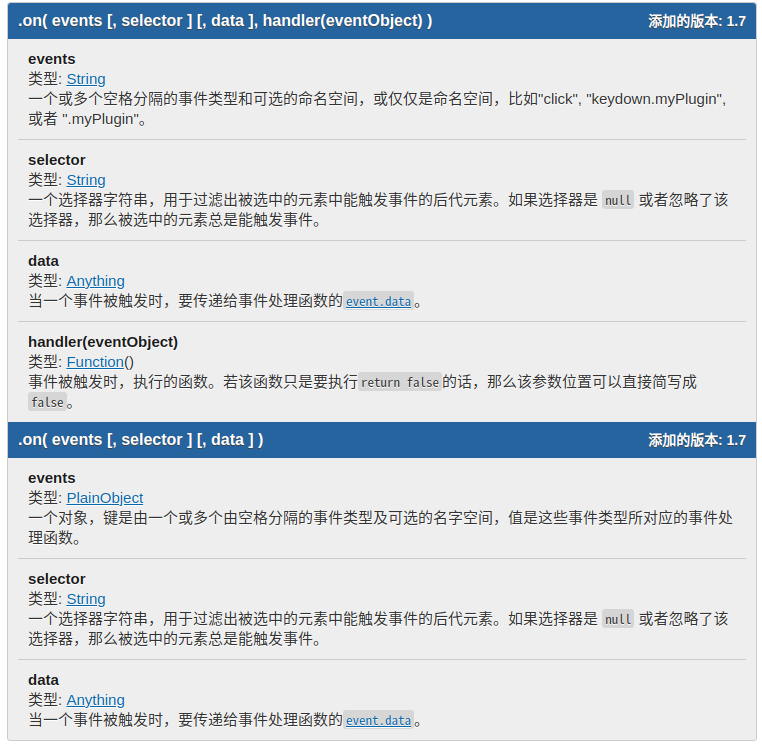 .on( events [, selector ] [, data ], handler(eventObject) ) 添加的版本: 1.7
events
类型: String
一个或多个空格分隔的事件类型和可选的命名空间，或仅仅是命名空间，比如"click", "keydown.myPlugin",
或者 ".myPlugin"。
selector
类型: String
一个选择器字符串，用于过滤出被选中的元素中能触发事件的后代元素。如果选择器是 null 或者忽略了该
选择器，那么被选中的元素总是能触发事件。
data
类型: Anything
当一个事件被触发时，要传递给事件处理函数的event.data。
handler(eventObject)
类型: Function()
事件被触发时，执行的函数。若该函数只是要执行return false的话，那么该参数位置可以直接简写成
false。
.on( events [, selector ] [, data ] ) 添加的版本: 1.7
events
类型: PlainObject
一个对象，键是由一个或多个由空格分隔的事件类型及可选的名字空间，值是这些事件类型所对应的事件处
理函数。
selector
类型: String
一个选择器字符串，用于过滤出被选中的元素中能触发事件的后代元素。如果选择器是 null 或者忽略了该
选择器，那么被选中的元素总是能触发事件。
data
类型: Anything
当一个事件被触发时，要传递给事件处理函数的event.data。